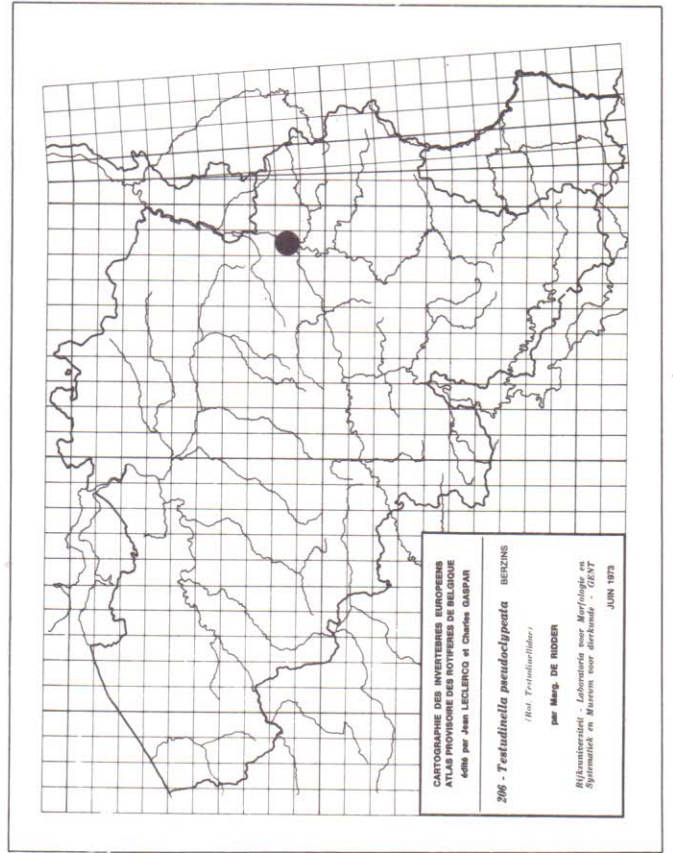 CARTOGRAPHIE DES INVERTEBRES EUROPEENS
ATLAS PROVISOIRE DES ROTIFERES DE BELGIQUE
édité par Jean LECLERCQ et Charles GASPAR
206 - Testudinella pseudoclypeata BERZINS
(Rot. Testudinellidae)
par Marg. DE RIDDER
Rijksuniversiteit - Laboratoria voor Morfologie en
Systematiek en Museum voor dierkunde - GENT
JUIN 1973